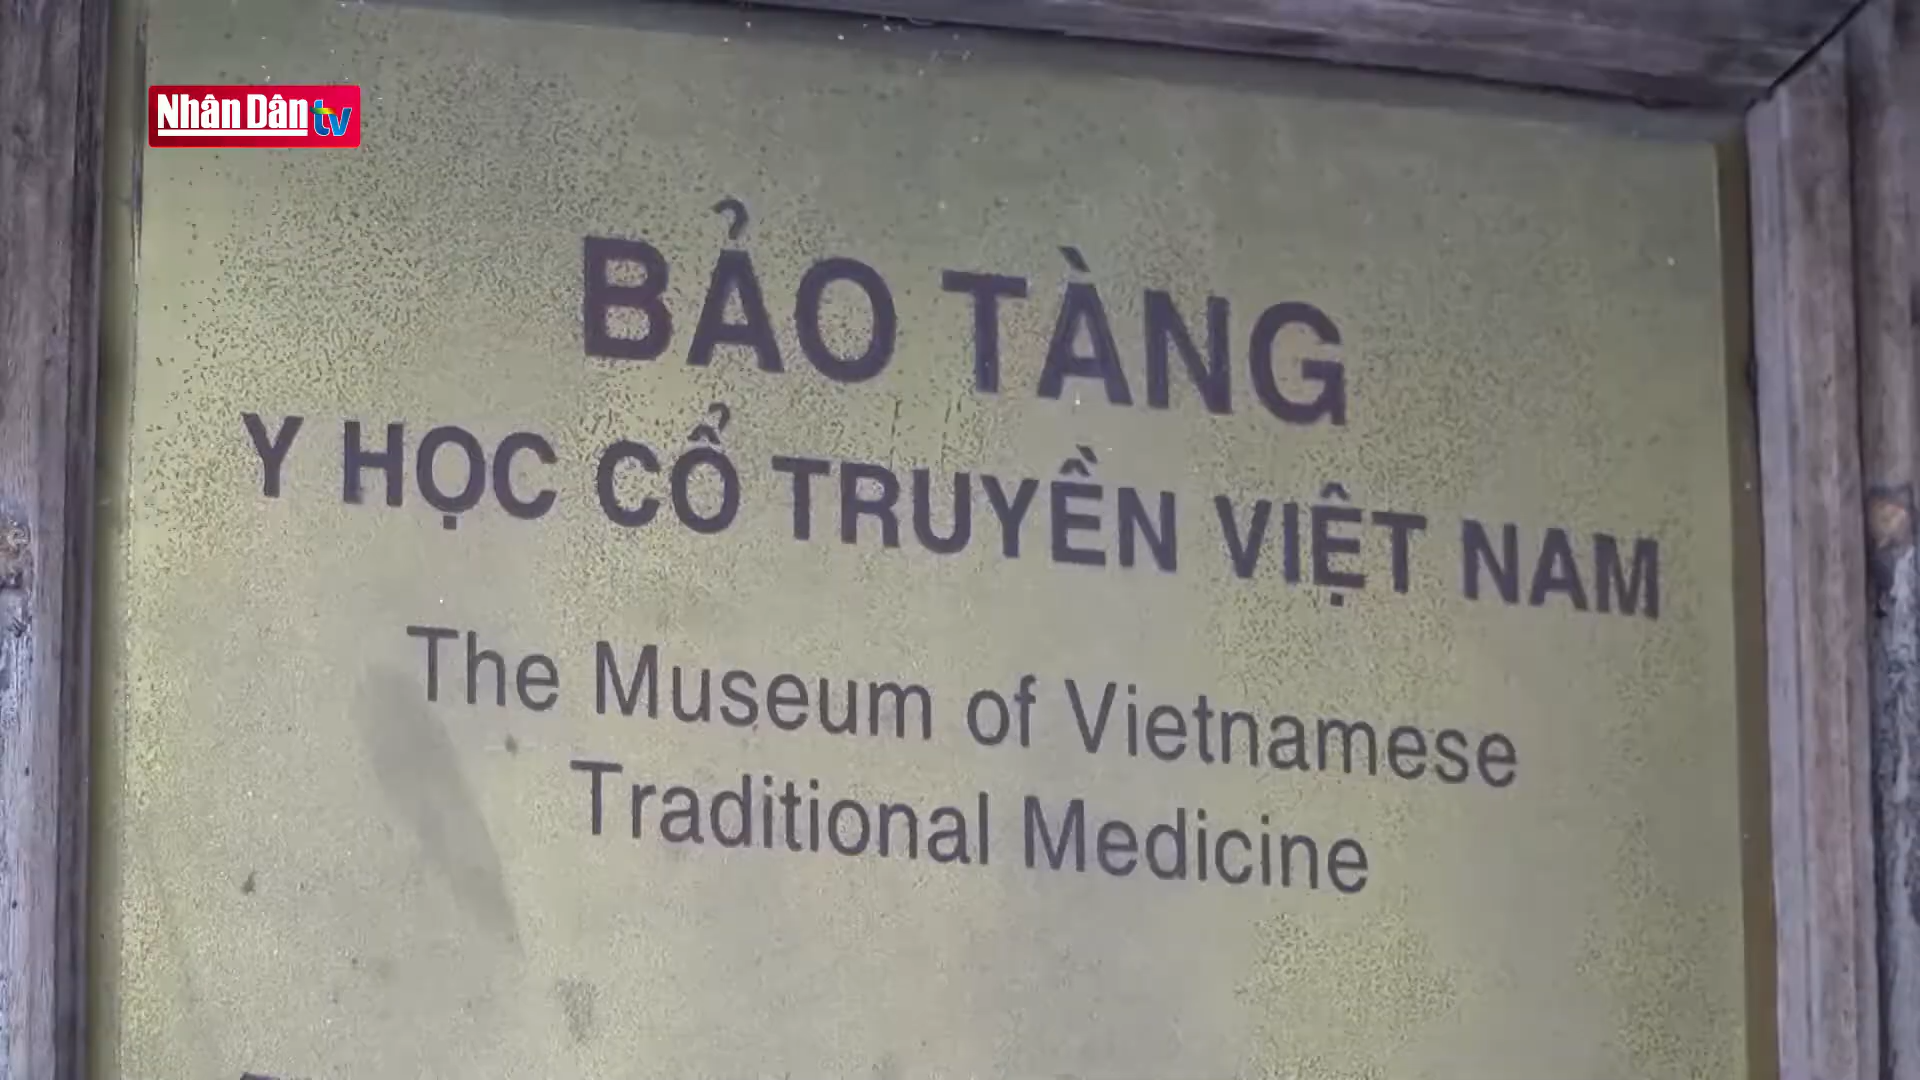 Nhân Dân tv
BẢO TÀNG
Y HỌC CỔ TRUYỀN VIỆT NAM
The Museum of Vietnamese
Traditional Medicine